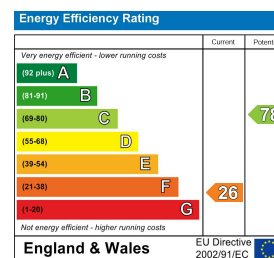 Energy Efficiency Rating
Current
Very energy efficient - lower running costs
(92 plus) A
(81-91) B
(69-80) C
78
(55-68) D
(39-54) E
(21-38) F
26
(1-20) G
Not energy efficient - higher running costs
England & Wales
EU Directive
2002/91/EC